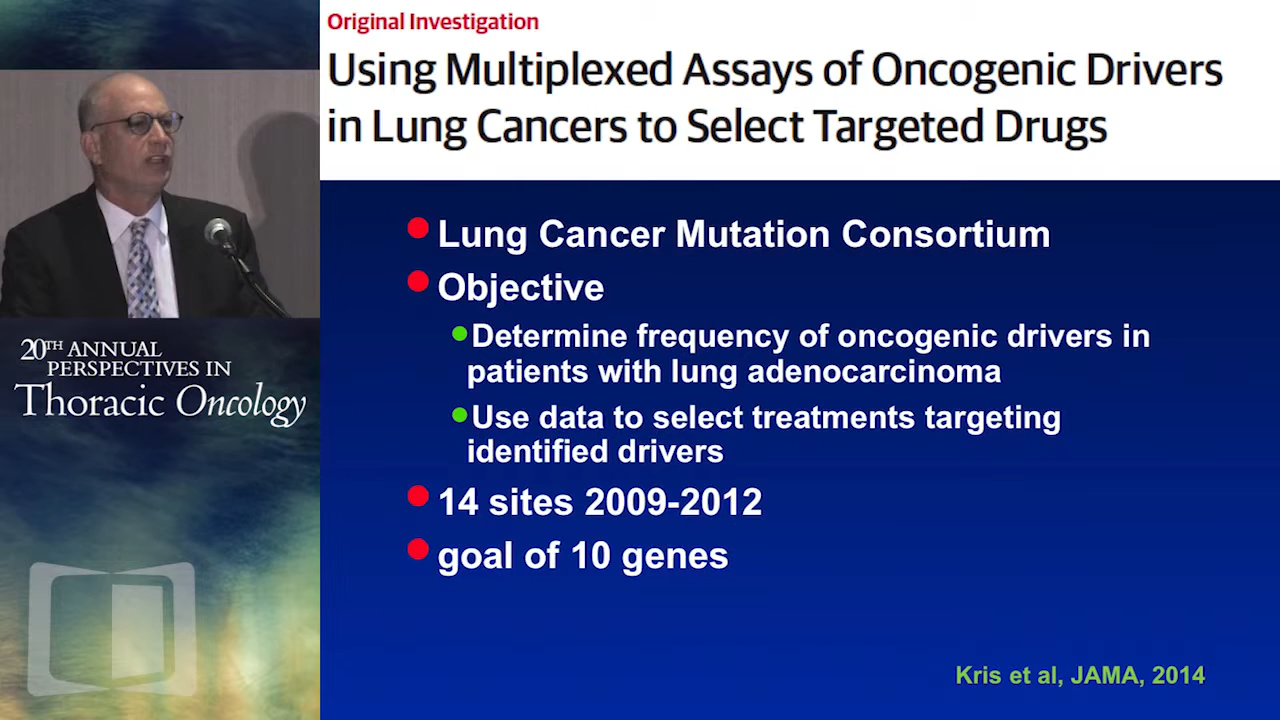 Original Investigation
Using Multiplexed Assays of Oncogenic Drivers
in Lung Cancers to Select Targeted Drugs
20TH ANNUAL
PERSPECTIVES IN
Thoracic Oncology
Lung Cancer Mutation Consortium
Objective
Determine frequency of oncogenic drivers in
patients with lung adenocarcinoma
Use data to select treatments targeting
identified drivers
14 sites 2009-2012
goal of 10 genes
Kris et al, JAMA, 2014